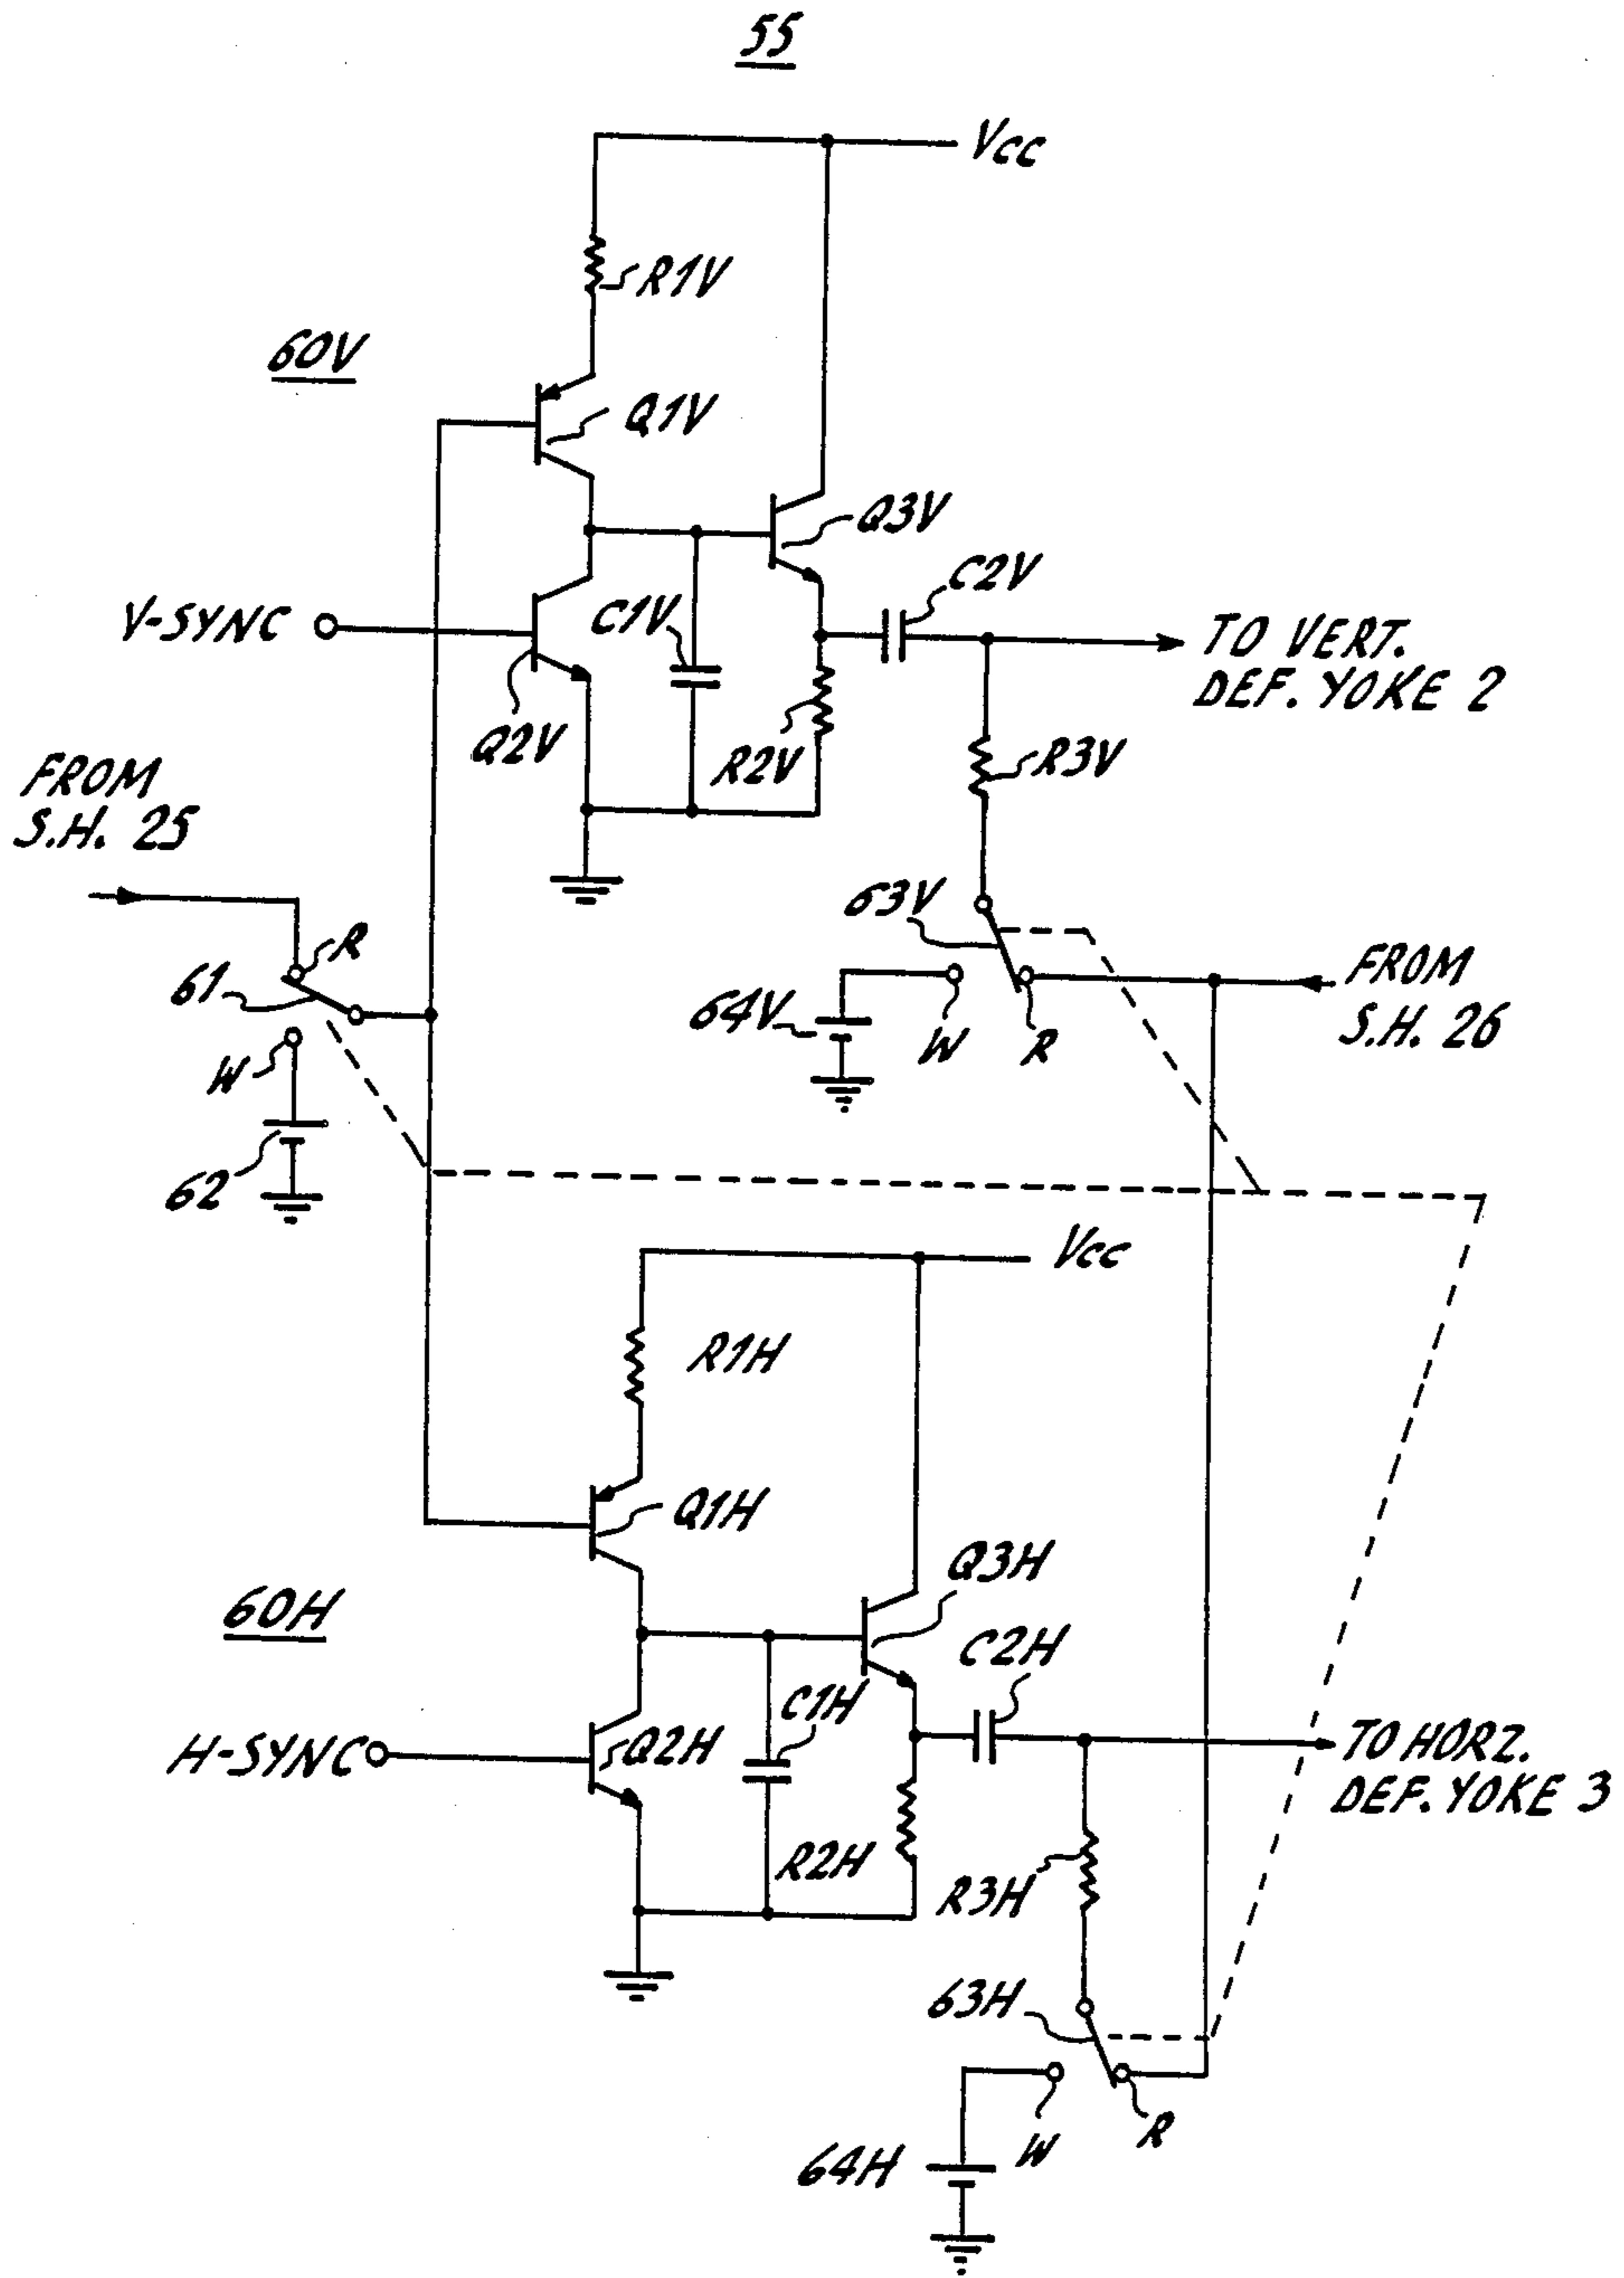 55
Vcc
R1V
60V
Q1V
Q3V
C2V
V-SYNC
C1V
TO VERT.
DEF. YOKE 2
Q2V
R2V
R3V
FROM
S.H. 25
63V
R
61
FROM
S.H. 26
64V
W
R
W
62
Vcc
R1H
Q1H
Q3H
60H
C2H
C1H
H-SYNC
Q2H
TO HORZ.
DEF. YOKE 3
R2H
R3H
63H
W
R
64H